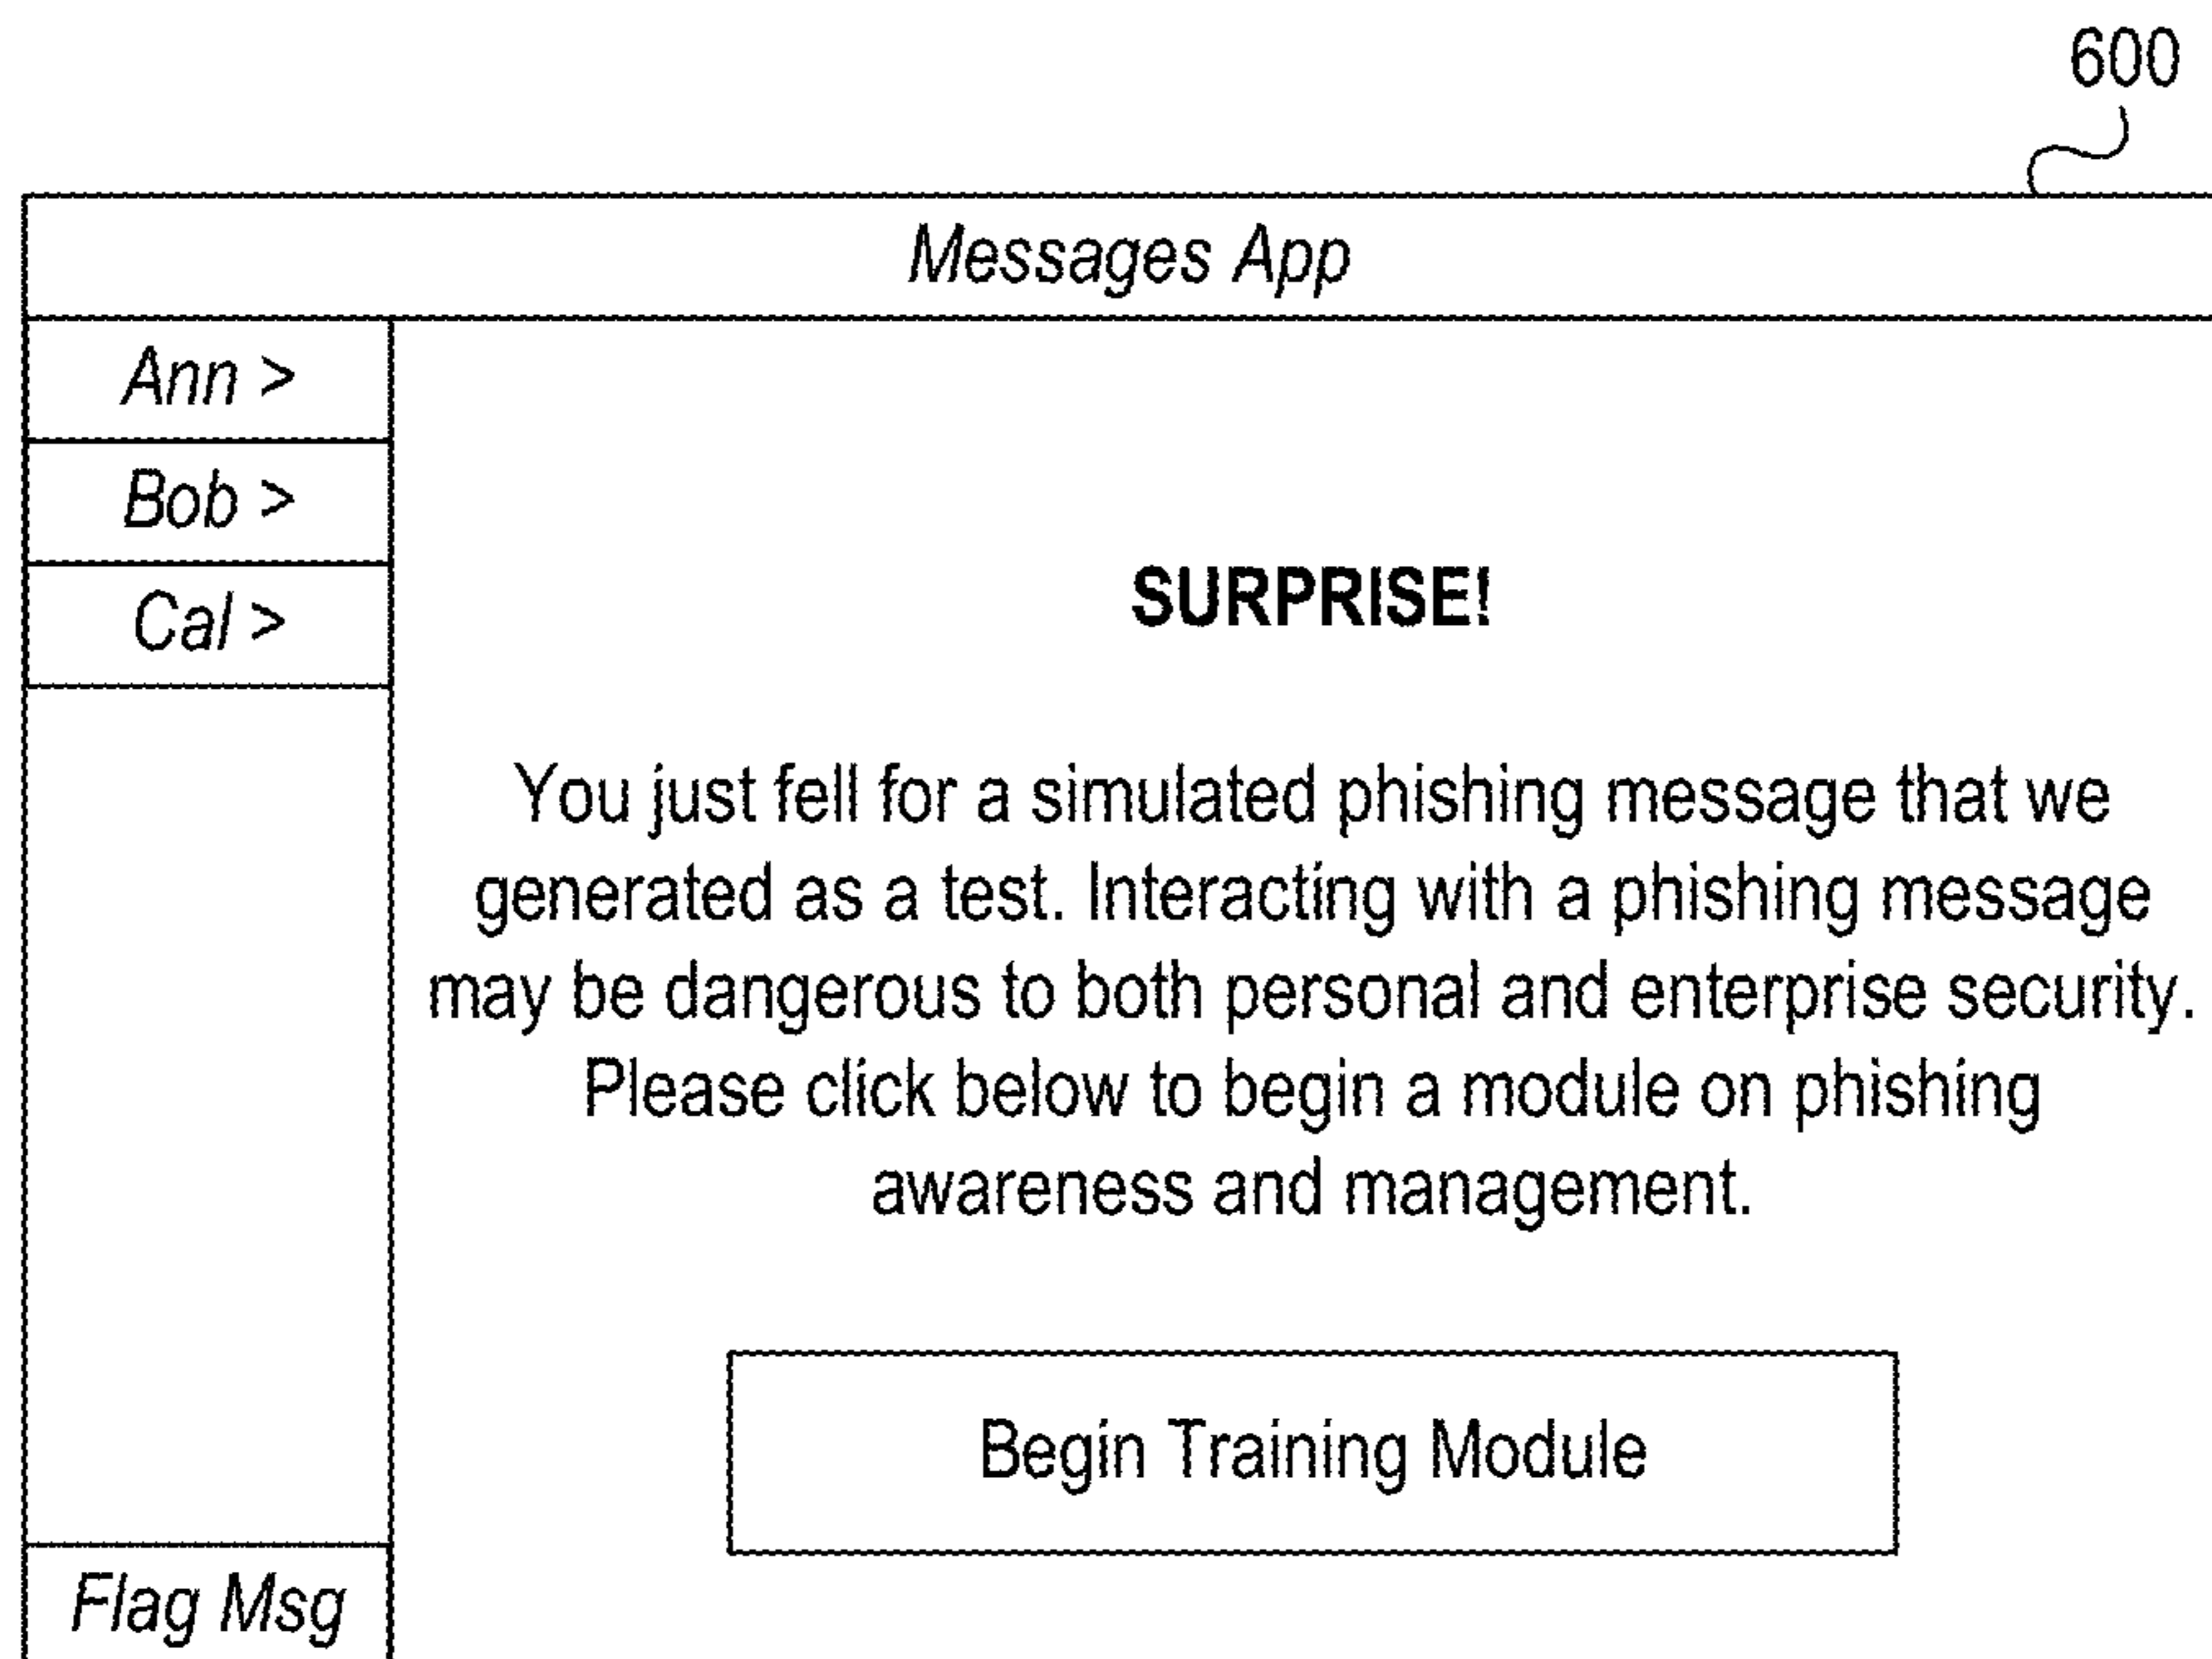 600
Messages App
Ann >
Bob >
Cal >
SURPRISE!
You just fell for a simulated phishing message that we
generated as a test. Interacting with a phishing message
may be dangerous to both personal and enterprise security.
Please click below to begin a module on phishing
awareness and management.
Begin Training Module
Flag Msg